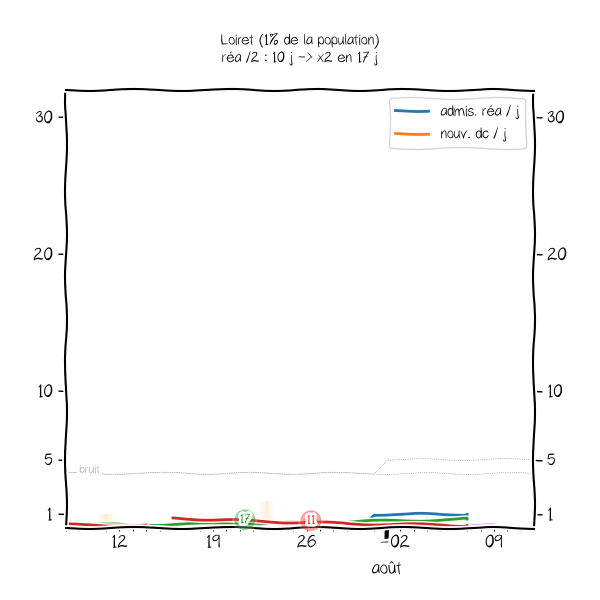 Loiret (1% de la population)
réa /2 : 10 j -> x2 en 17 j
admis. réa / j
nouv. dc / j
30
30
20
20
10
10
5
5
bruit
1
1
17
11
12
19
26
02
09
août